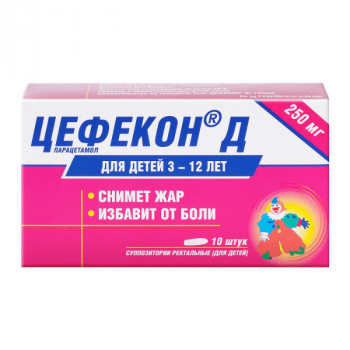 250 МГ
ЦЕФЕКОН® Д
ПАРАЦЕТАМОЛ
ДЛЯ ДЕТЕЙ 3 – 12 ЛЕТ
• СНИМЕТ ЖАР
• ИЗБАВИТ ОТ БОЛИ
10 штук
СУППОЗИТОРИИ РЕКТАЛЬНЫЕ (ДЛЯ ДЕТЕЙ)